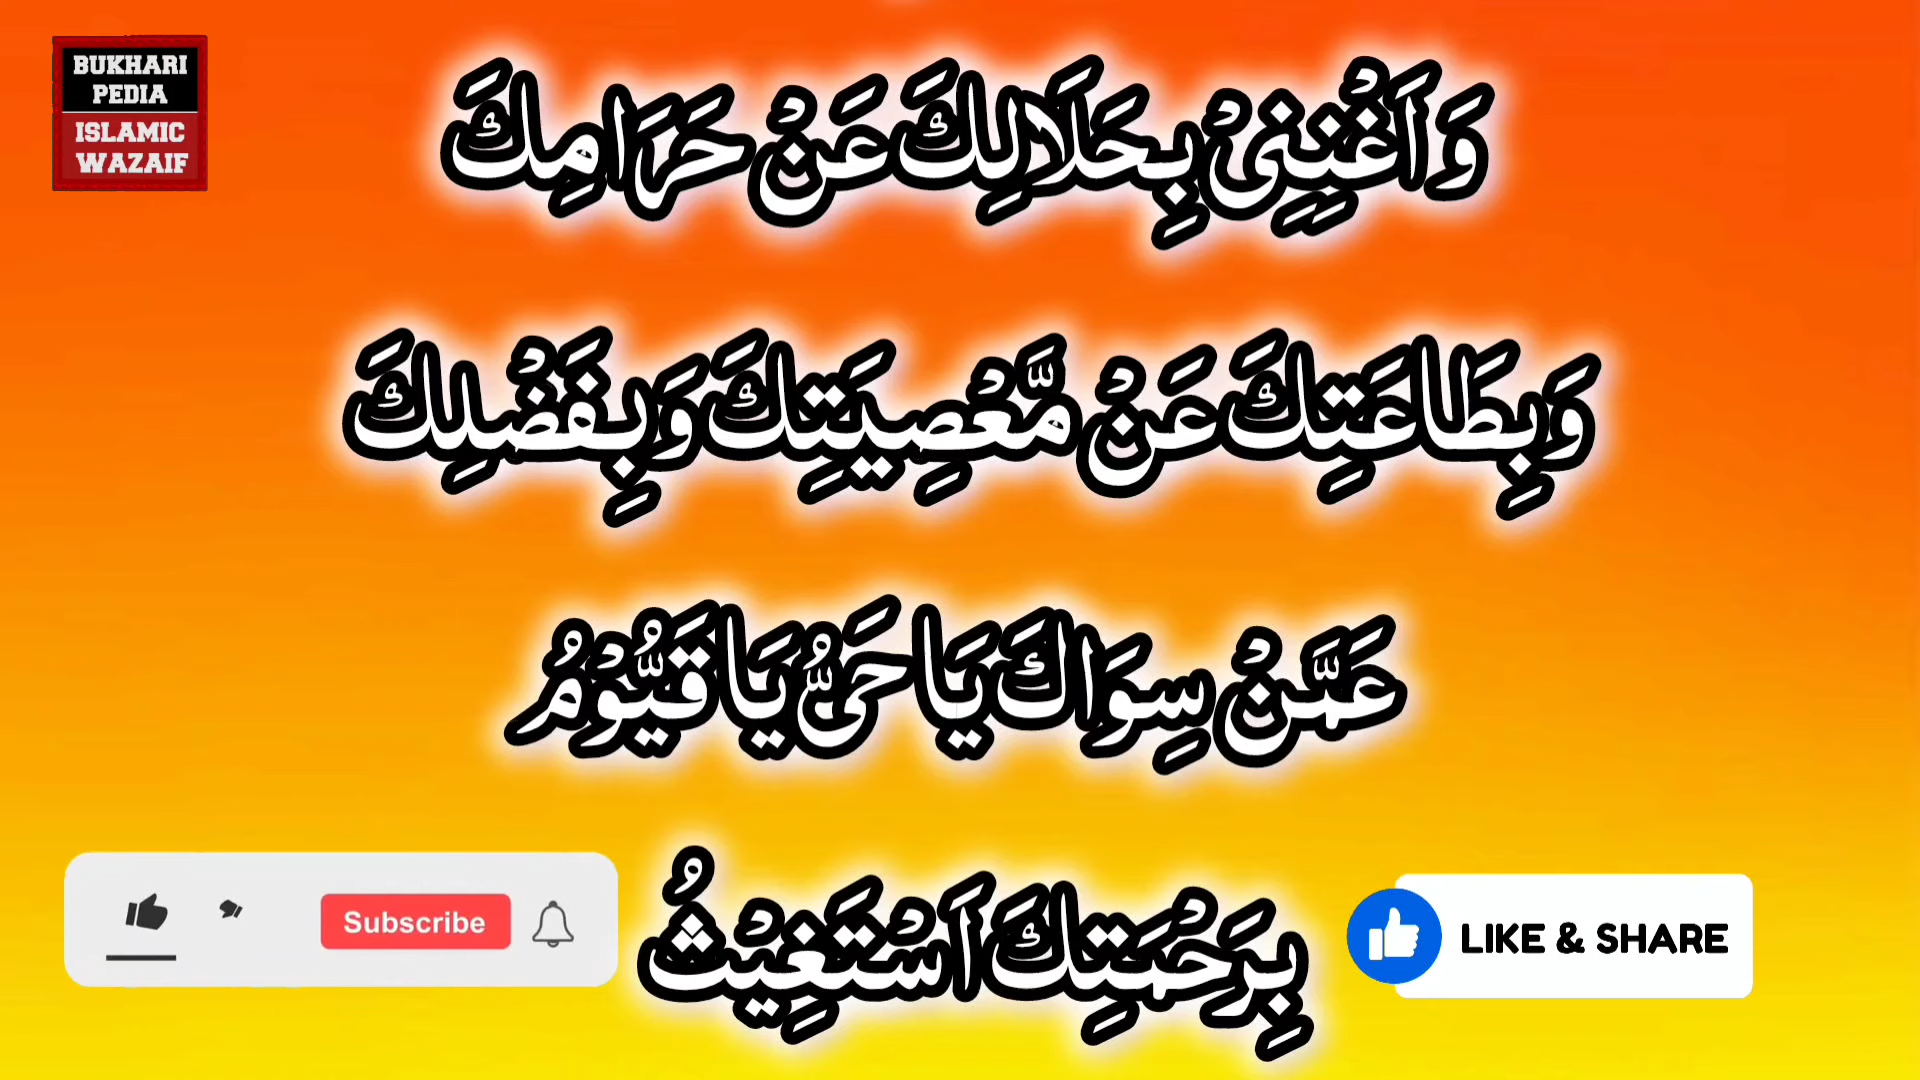 BUKHARI
PEDIA
ISLAMIC
WAZAIF
وَ اَغْنِنِیْ بِحَلَالِكَ عَنْ حَرَامِكَ
وَبِطَاعَتِكَ عَنْ مَّعْصِيَتِكَ وَبِفَضْلِكَ
عَمَّنْ سِوَاكَ يَا حَیُّ يَا قَيُّوْمُ
بِرَحْمَتِكَ اَسْتَغِيْثُ
Subscribe
LIKE & SHARE